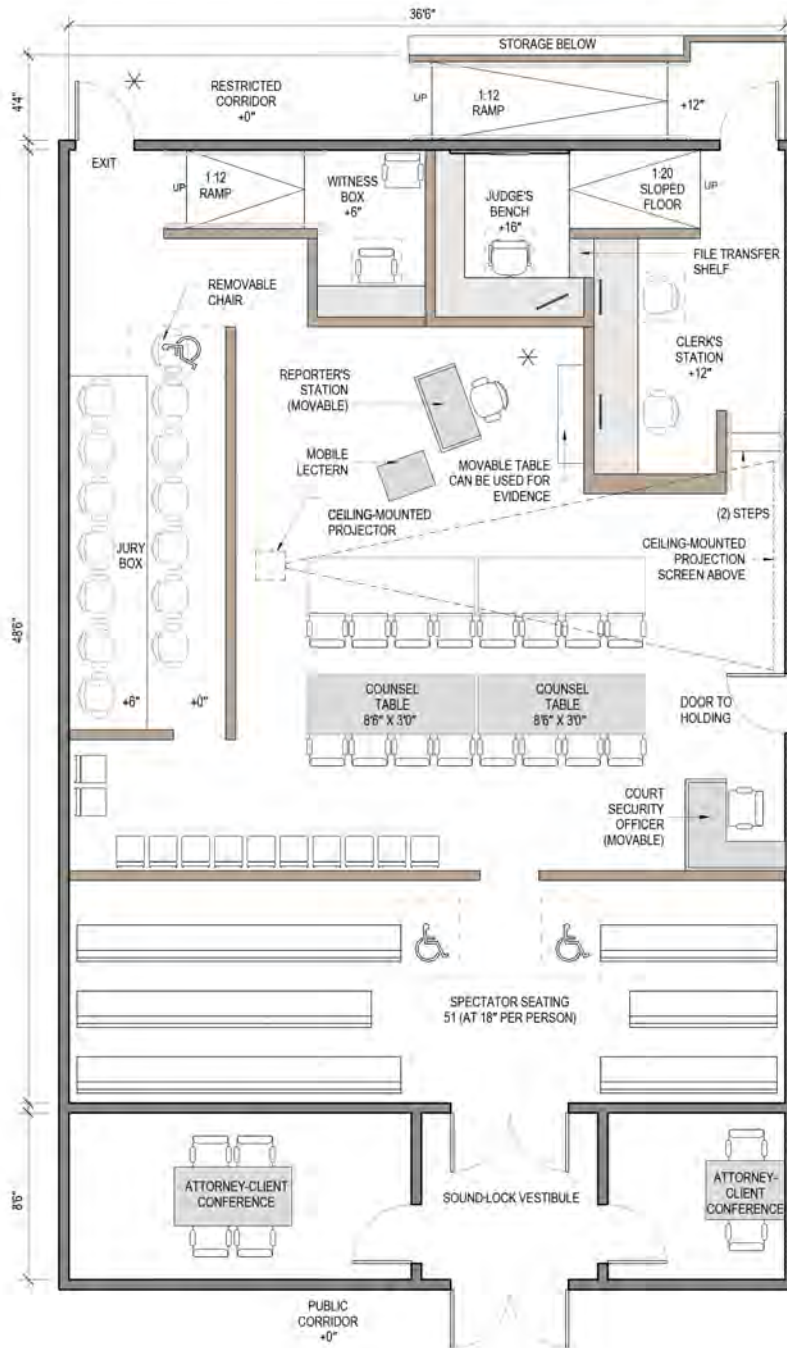 36'6"
STORAGE BELOW
4'4"
RESTRICTED
CORRIDOR
+0"
UP
1:12
RAMP
+12"
EXIT
UP
1:12
RAMP
WITNESS
BOX
+6"
JUDGE'S
BENCH
+16"
1:20
SLOPED
FLOOR
UP
FILE TRANSFER
SHELF
REMOVABLE
CHAIR
CLERK'S
STATION
+12"
REPORTER'S
STATION
(MOVABLE)
MOBILE
LECTERN
MOVABLE TABLE
CAN BE USED FOR
EVIDENCE
(2) STEPS
CEILING-MOUNTED
PROJECTOR
CEILING-MOUNTED
PROJECTION
SCREEN ABOVE
JURY
BOX
48'6"
+6"
+0"
COUNSEL
TABLE
8'6" X 3'0"
COUNSEL
TABLE
8'6" X 3'0"
DOOR TO
HOLDING
COURT
SECURITY
OFFICER
(MOVABLE)
SPECTATOR SEATING
51 (AT 18" PER PERSON)
8'6"
ATTORNEY-CLIENT
CONFERENCE
SOUND-LOCK VESTIBULE
ATTORNEY-
CLIENT
CONFERENCE
PUBLIC
CORRIDOR
+0"